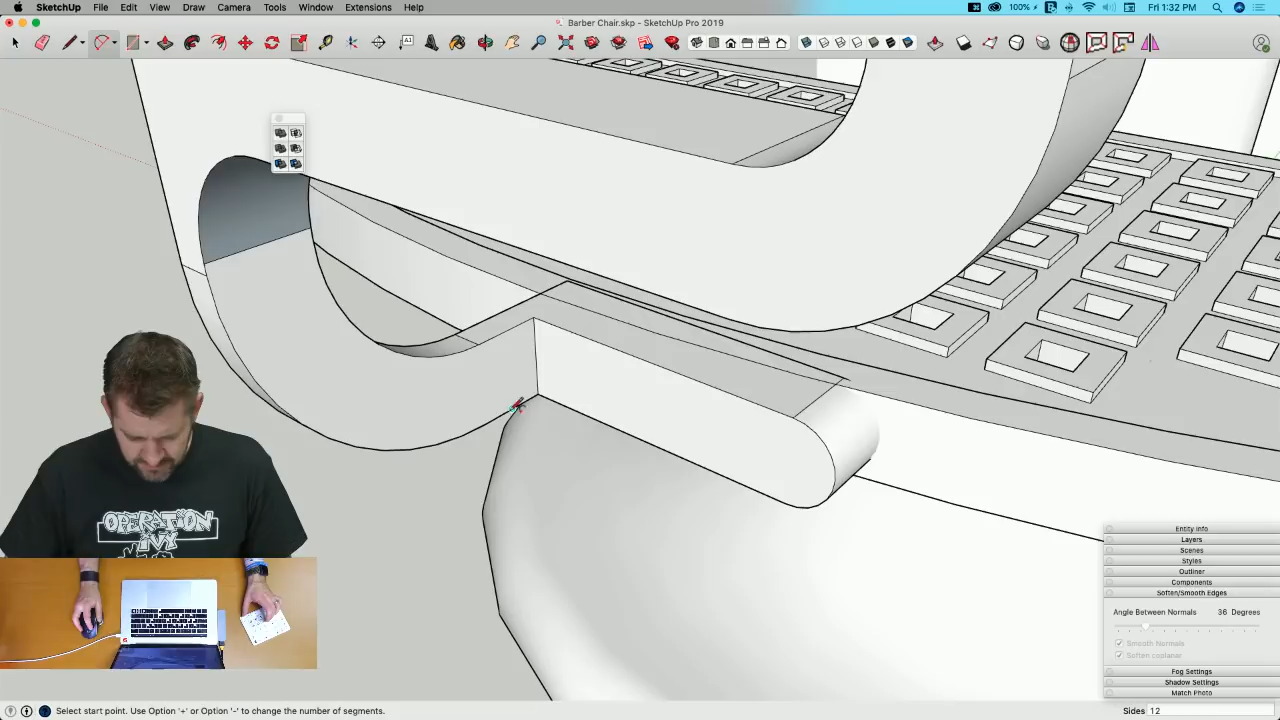 SketchUp File Edit View Draw Camera Tools Window Extensions Help
100% Fri 1:32 PM
Barber Chair.skp - SketchUp Pro 2019
OPERATION
IVY
Entity Info
Layers
Scenes
Styles
Outliner
Components
Soften/Smooth Edges
Angle Between Normals 36 Degrees
Smooth Normals
Soften coplanar
Fog Settings
Shadow Settings
Match Photo
Select start point. Use Option '+' or Option '-' to change the number of segments.
Sides 12